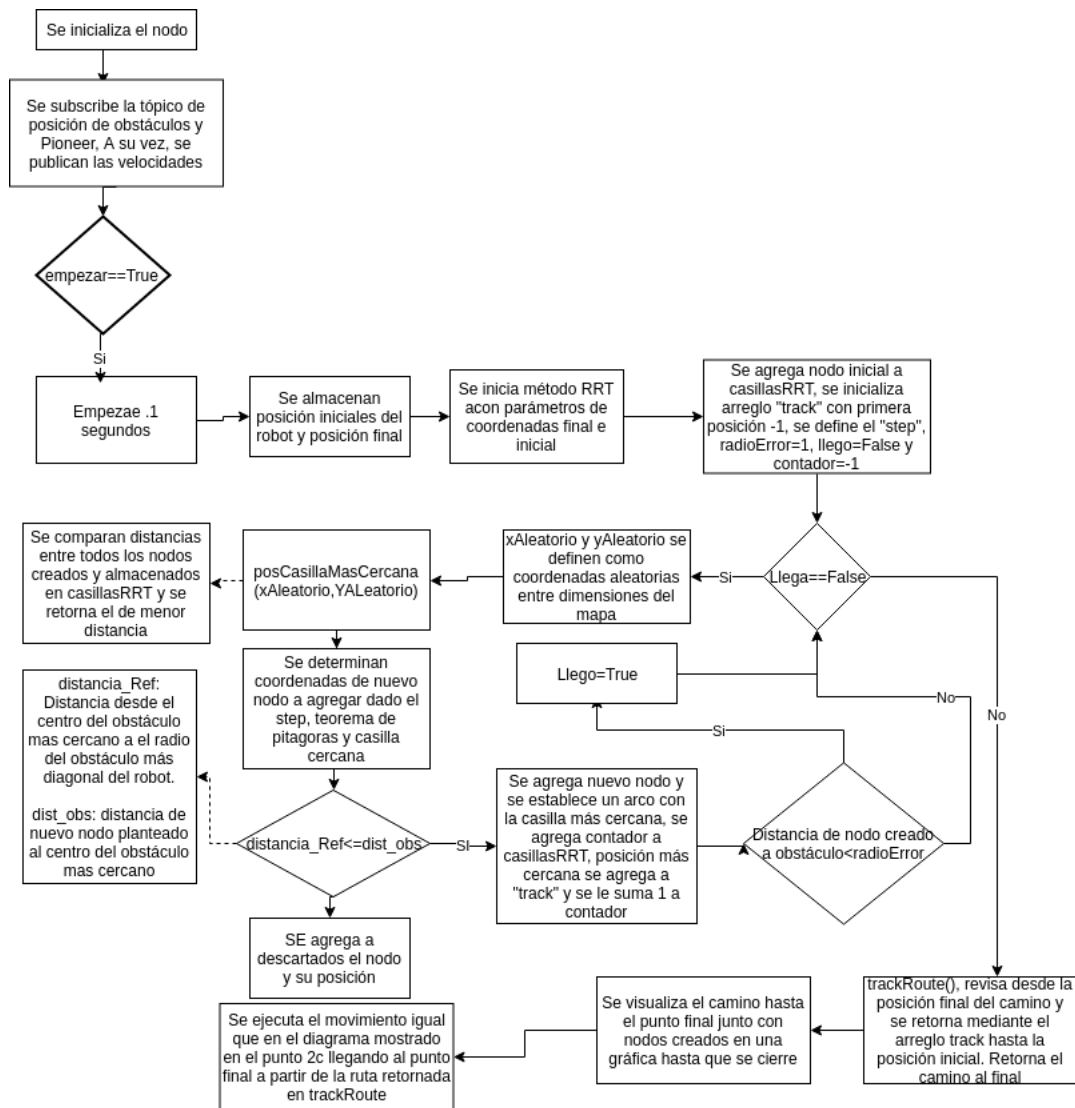 Se inicializa el nodo
Se subscribe la tópico de
posición de obstáculos y
Pioneer, A su vez, se
publican las velocidades
empezar==True
Si
Empezae .1
segundos
Se almacenan
posición iniciales del
robot y posición final
Se inicia método RRT
acon parámetros de
coordenadas final e
inicial
Se agrega nodo inicial a
casillasRRT, se inicializa
arreglo "track" con primera
posición -1, se define el "step",
radioError=1, llego=False y
contador=-1
Llega==False
Si
No
xAleatorio y yAleatorio se
definen como
coordenadas aleatorias
entre dimensiones del
mapa
posCasillaMasCercana
(xAleatorio,YALeatorio)
Se comparan distancias
entre todos los nodos
creados y almacenados
en casillasRRT y se
retorna el de menor
distancia
Se determinan
coordenadas de nuevo
nodo a agregar dado el
step, teorema de
pitagoras y casilla
cercana
distancia_Ref:
Distancia desde el
centro del obstáculo
mas cercano a el radio
del obstáculo más
diagonal del robot.
dist_obs: distancia de
nuevo nodo planteado
al centro del obstáculo
mas cercano
distancia_Ref<=dist_obs
SI
Se agrega nuevo nodo y
se establece un arco con
la casilla más cercana, se
agrega contador a
casillasRRT, posición más
cercana se agrega a
"track" y se le suma 1 a
contador
Distancia de nodo creado
a obstáculo<radioError
Si
No
Llego=True
SE agrega a
descartados el nodo
y su posición
trackRoute(), revisa desde la
posición final del camino y
se retorna mediante el
arreglo track hasta la
posición inicial. Retorna el
camino al final
Se visualiza el camino hasta
el punto final junto con
nodos creados en una
gráfica hasta que se cierre
Se ejecuta el movimiento igual
que en el diagrama mostrado
en el punto 2c llegando al punto
final a partir de la ruta retornada
en trackRoute